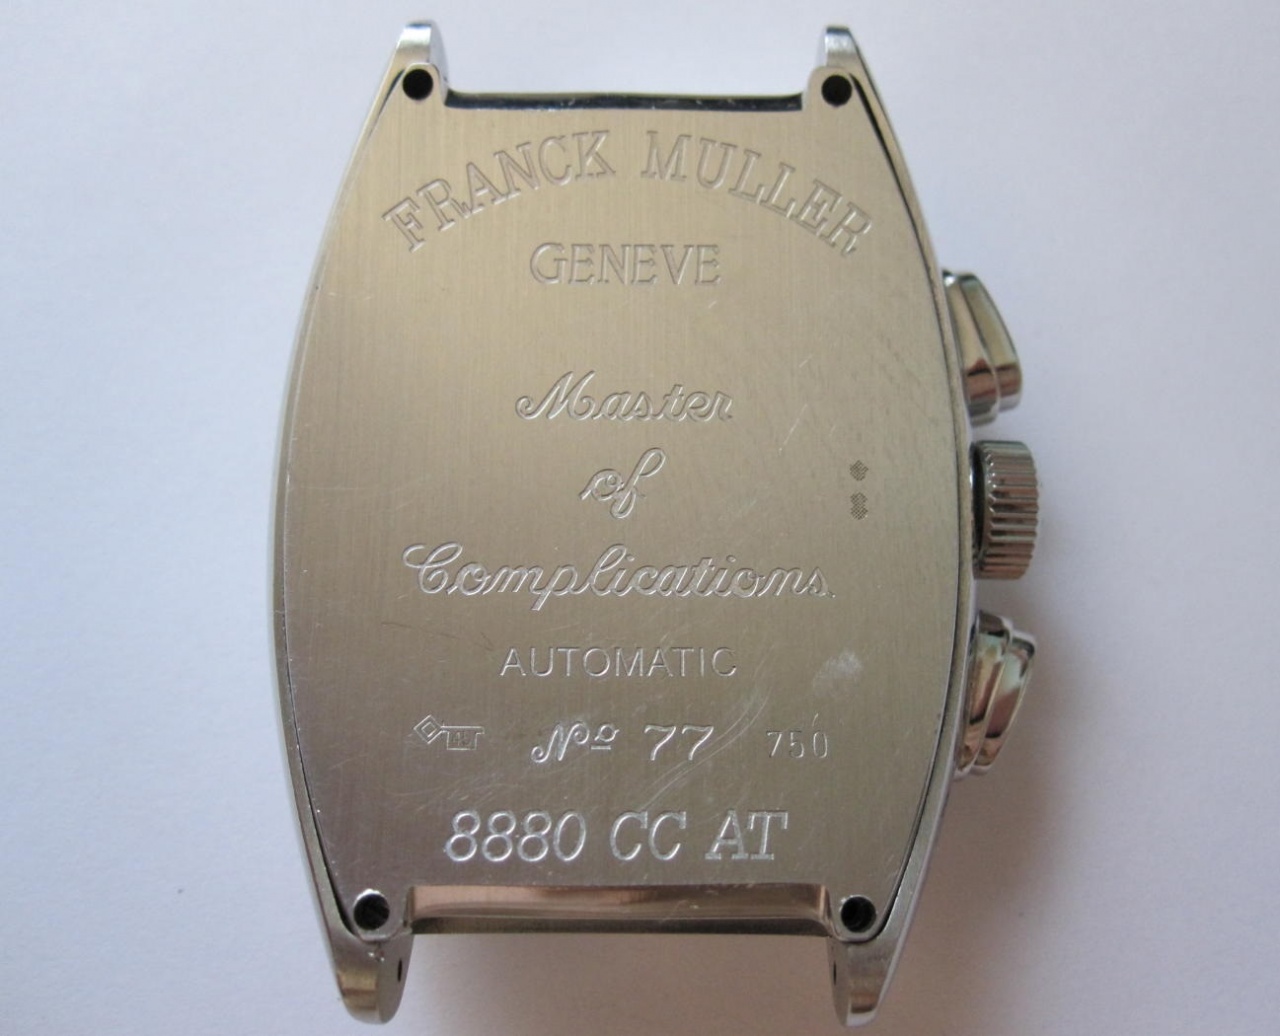 FRANCK MULLER
GENEVE
Master
of
Complications
AUTOMATIC
Nº 77 750
8880 CC AT